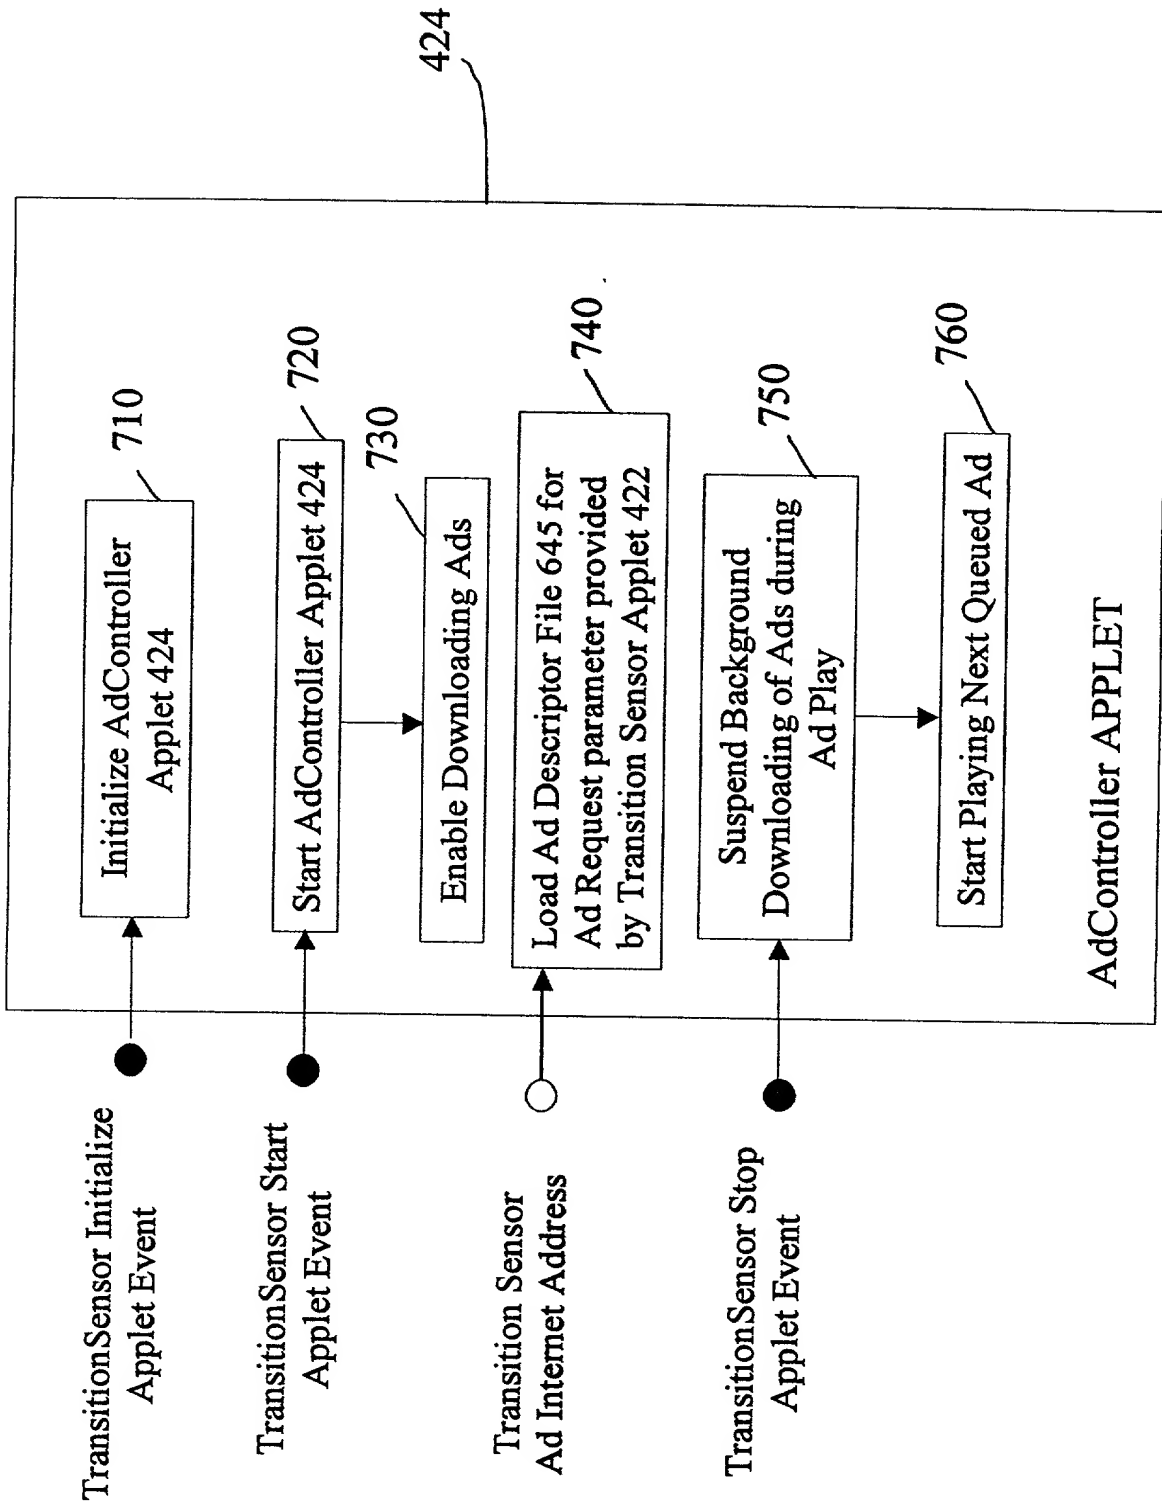 424
TransitionSensor Initialize
Applet Event
Initialize AdController
Applet 424
710
TransitionSensor Start
Applet Event
Start AdController Applet 424
720
Enable Downloading Ads
730
Transition Sensor
Ad Internet Address
Load Ad Descriptor File 645 for
Ad Request parameter provided
by Transition Sensor Applet 422
740
TransitionSensor Stop
Applet Event
Suspend Background
Downloading of Ads during
Ad Play
750
Start Playing Next Queued Ad
760
AdController APPLET